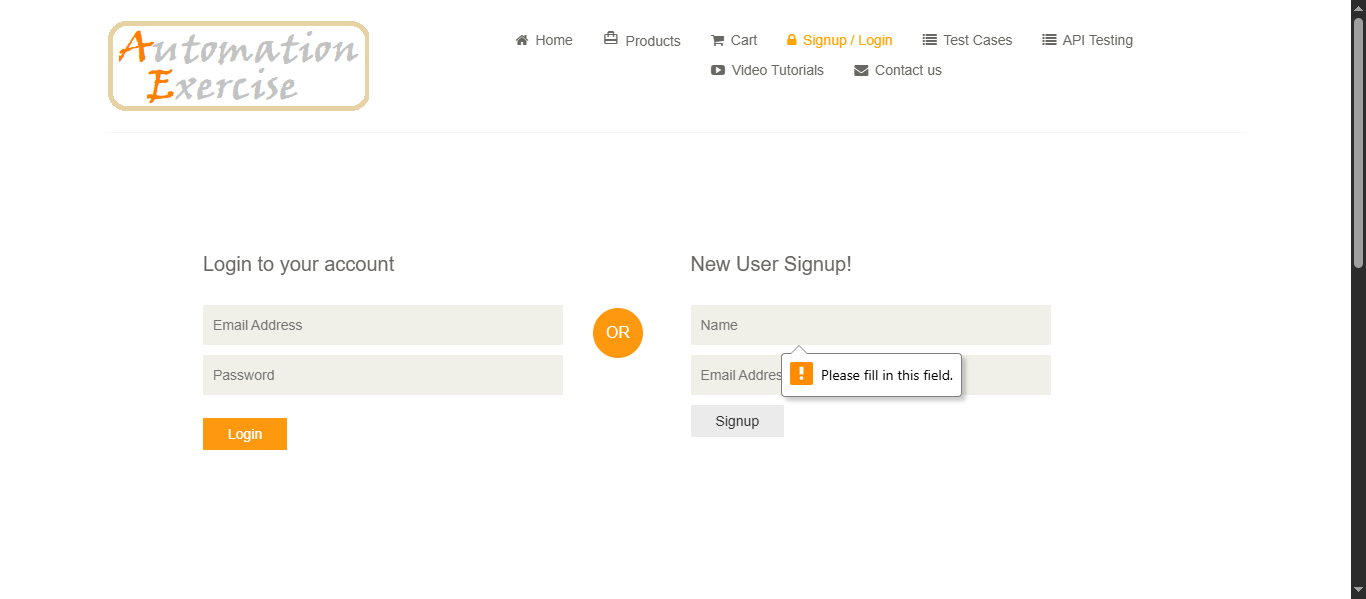 Automation
Exercise
Home Products Cart Signup / Login Test Cases API Testing
Video Tutorials Contact us
Login to your account
Email Address
Password
Login
OR
New User Signup!
Name
Email Addres
! Please fill in this field.
Signup